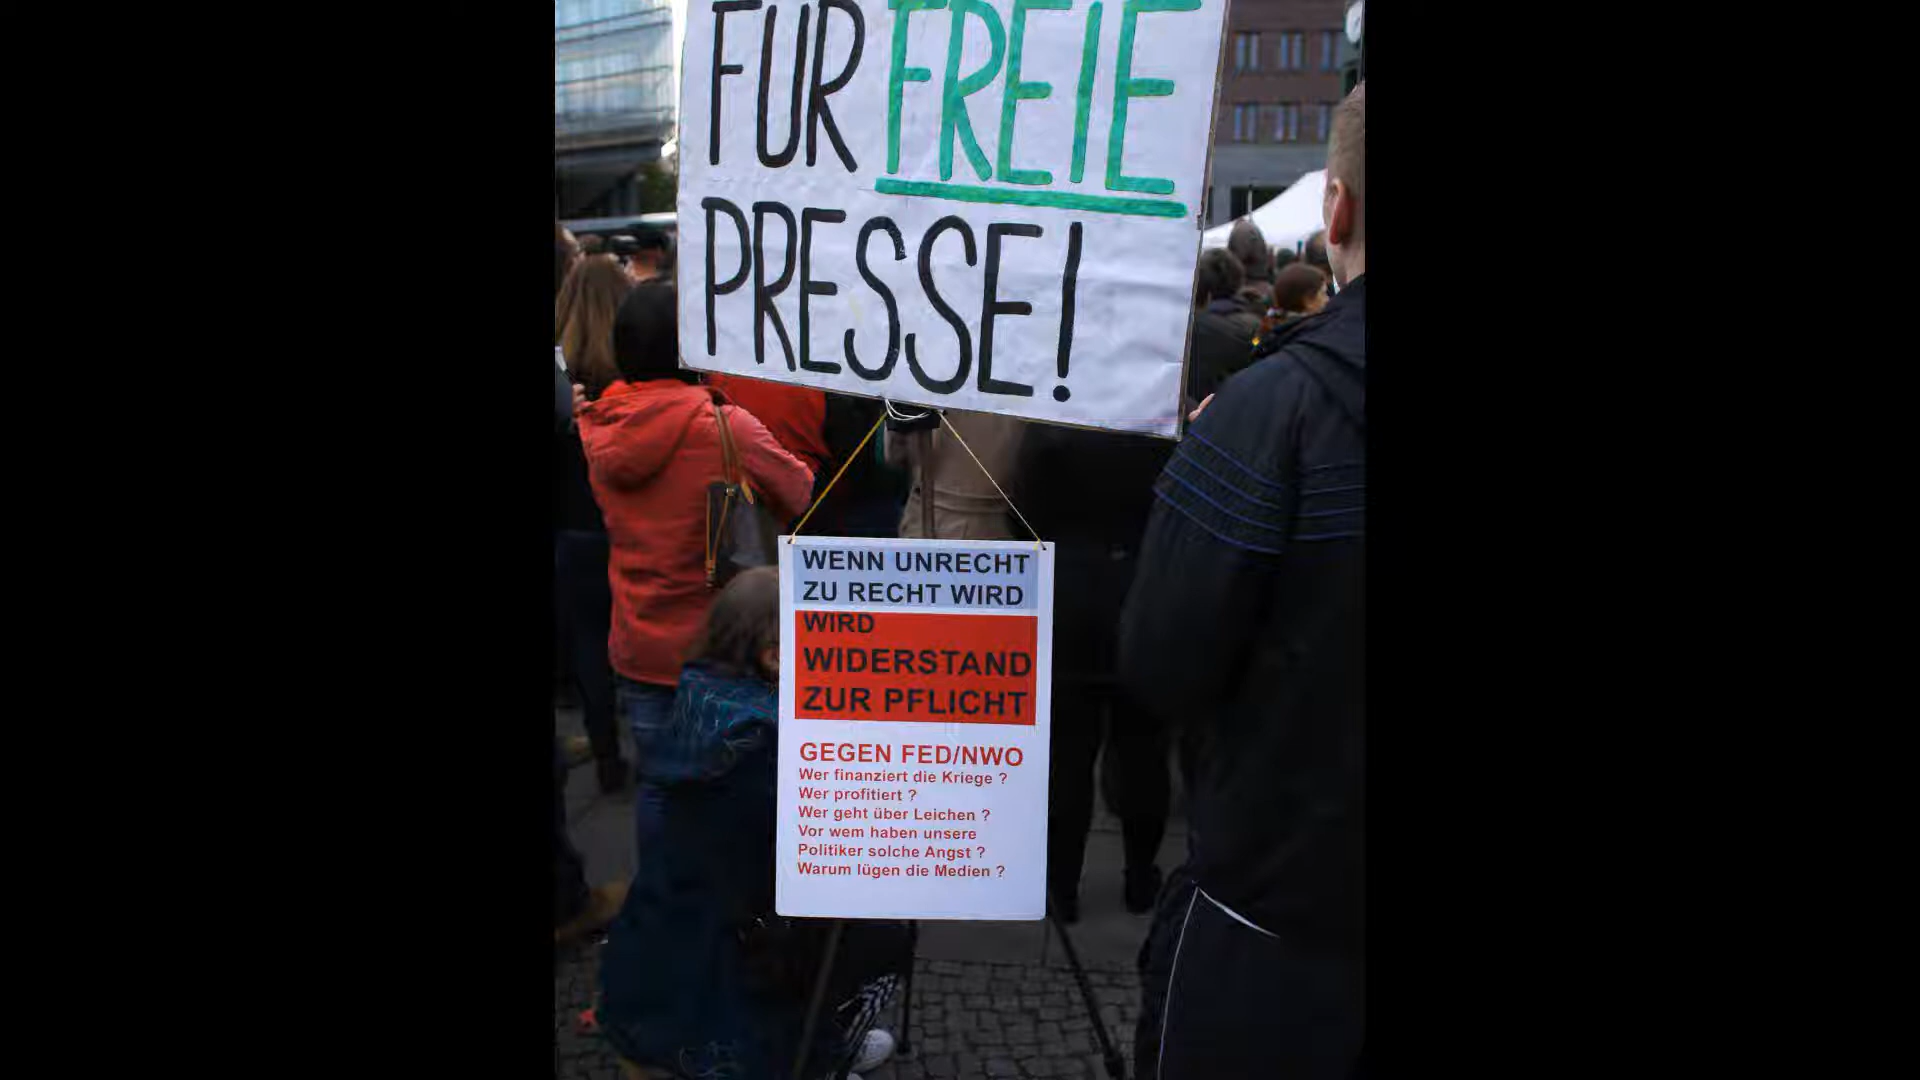 FÜR FREIE
PRESSE!
WENN UNRECHT
ZU RECHT WIRD
WIRD
WIDERSTAND
ZUR PFLICHT
GEGEN FED/NWO
Wer finanziert die Kriege ?
Wer profitiert ?
Wer geht über Leichen ?
Vor wem haben unsere
Politiker solche Angst ?
Warum lügen die Medien ?